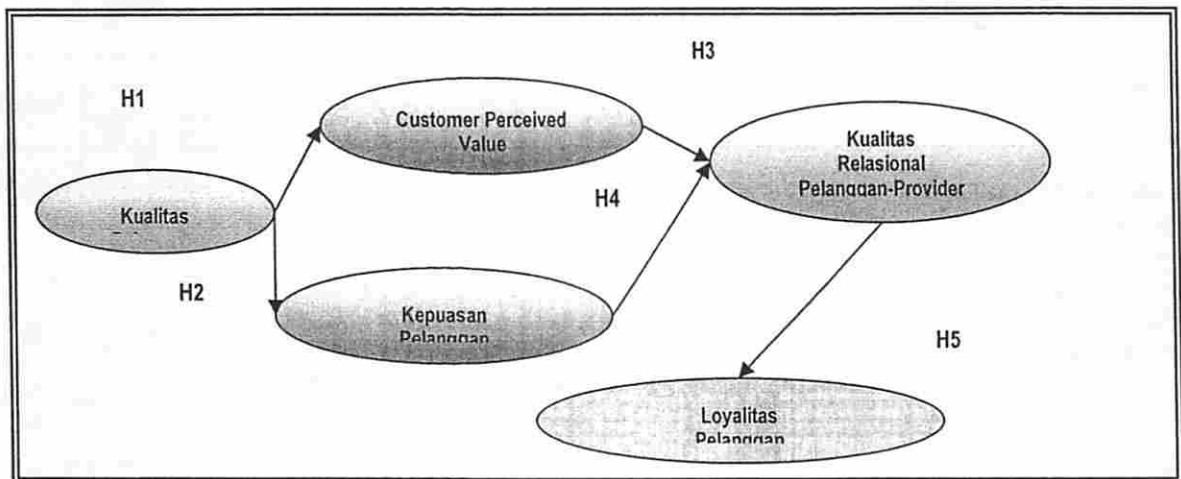 H3
H1
Customer Perceived
Value
Kualitas
Relasional
Pelanggan-Provider
H4
Kualitas
H2
Kepuasan
Pelanggan
H5
Loyalitas
Pelanggan